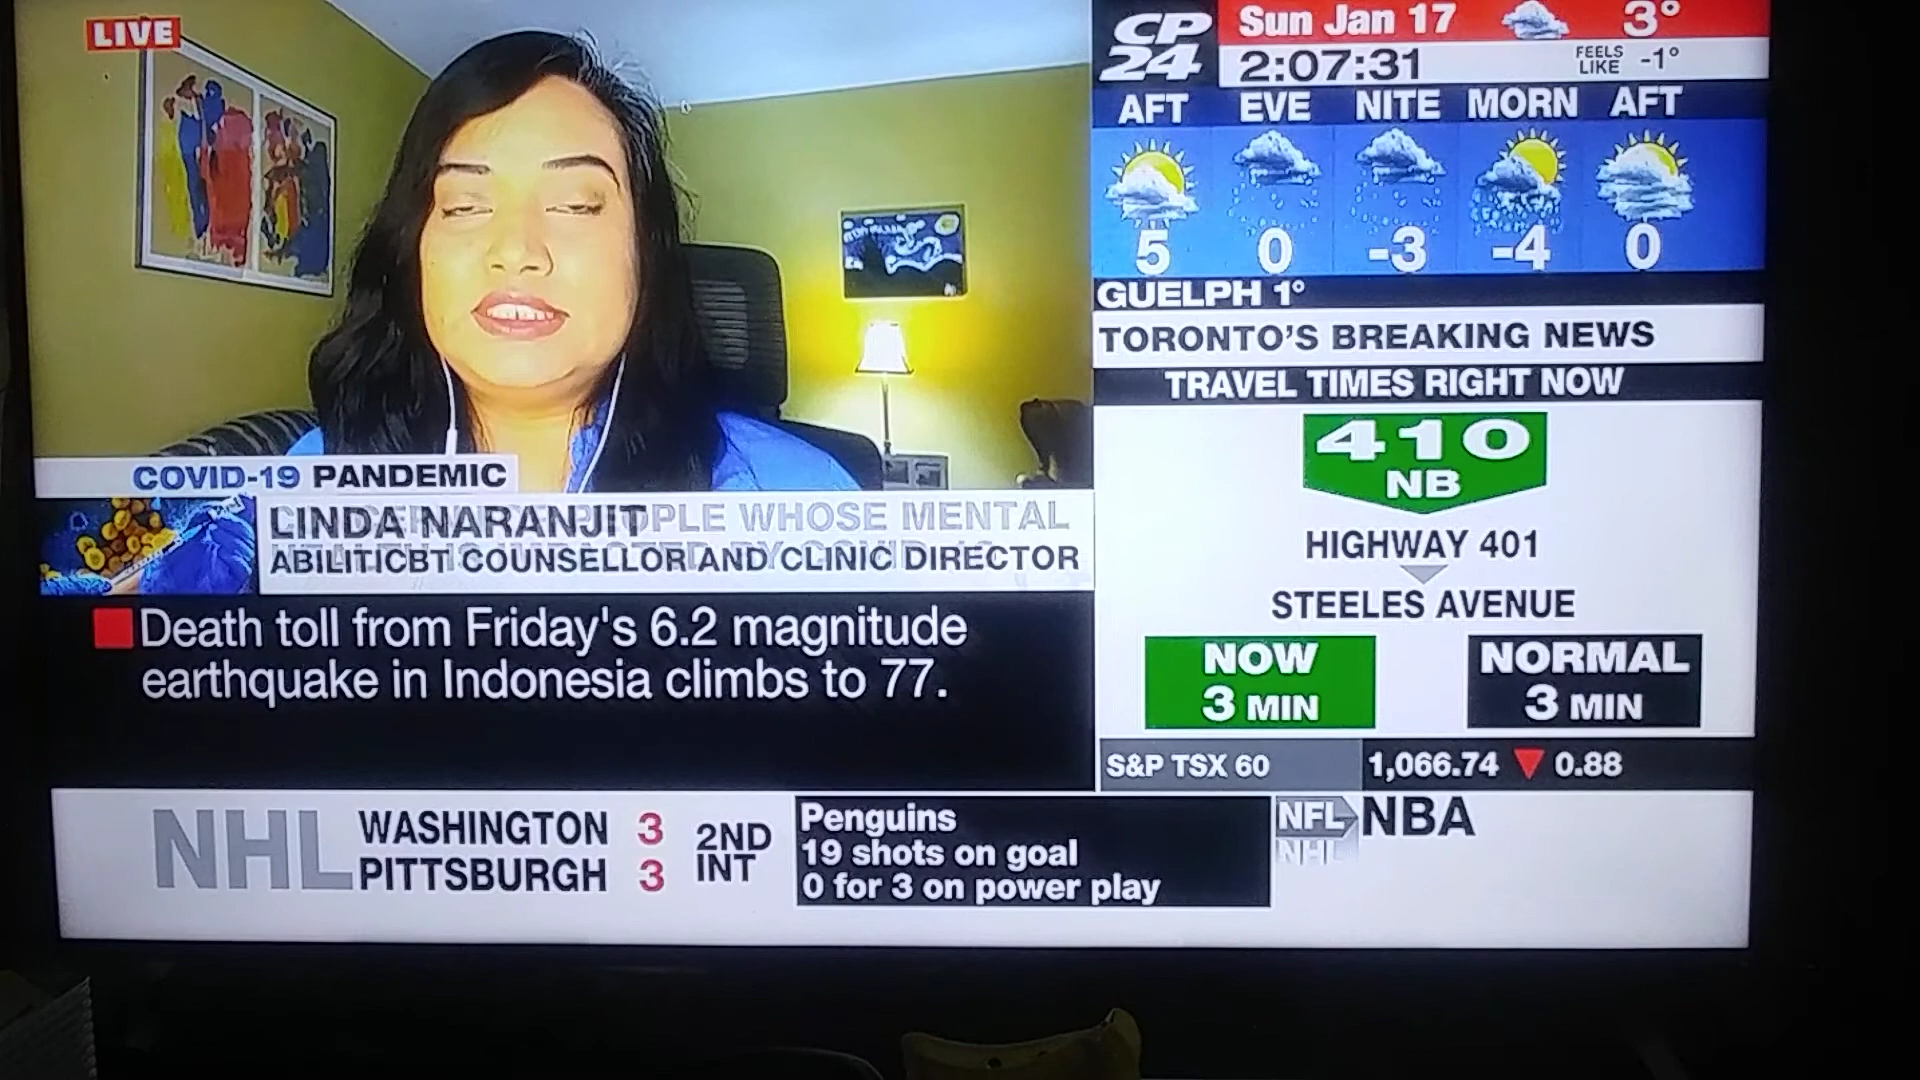 LIVE
COVID-19 PANDEMIC
LINDA NARANJIT
ABILITICBT COUNSELLOR AND CLINIC DIRECTOR
PEOPLE WHOSE MENTAL
Death toll from Friday's 6.2 magnitude
earthquake in Indonesia climbs to 77.
CP
24
Sun Jan 17 3°
2:07:31 FEELS LIKE -1°
AFT EVE NITE MORN AFT
5 0 -3 -4 0
GUELPH 1°
TORONTO'S BREAKING NEWS
TRAVEL TIMES RIGHT NOW
410
NB
HIGHWAY 401
STEELES AVENUE
NOW NORMAL
3 MIN 3 MIN
S&P TSX 60 1,066.74 0.88
NHL
WASHINGTON 3
PITTSBURGH 3
2ND
INT
Penguins
19 shots on goal
0 for 3 on power play
NFL NBA
NHL